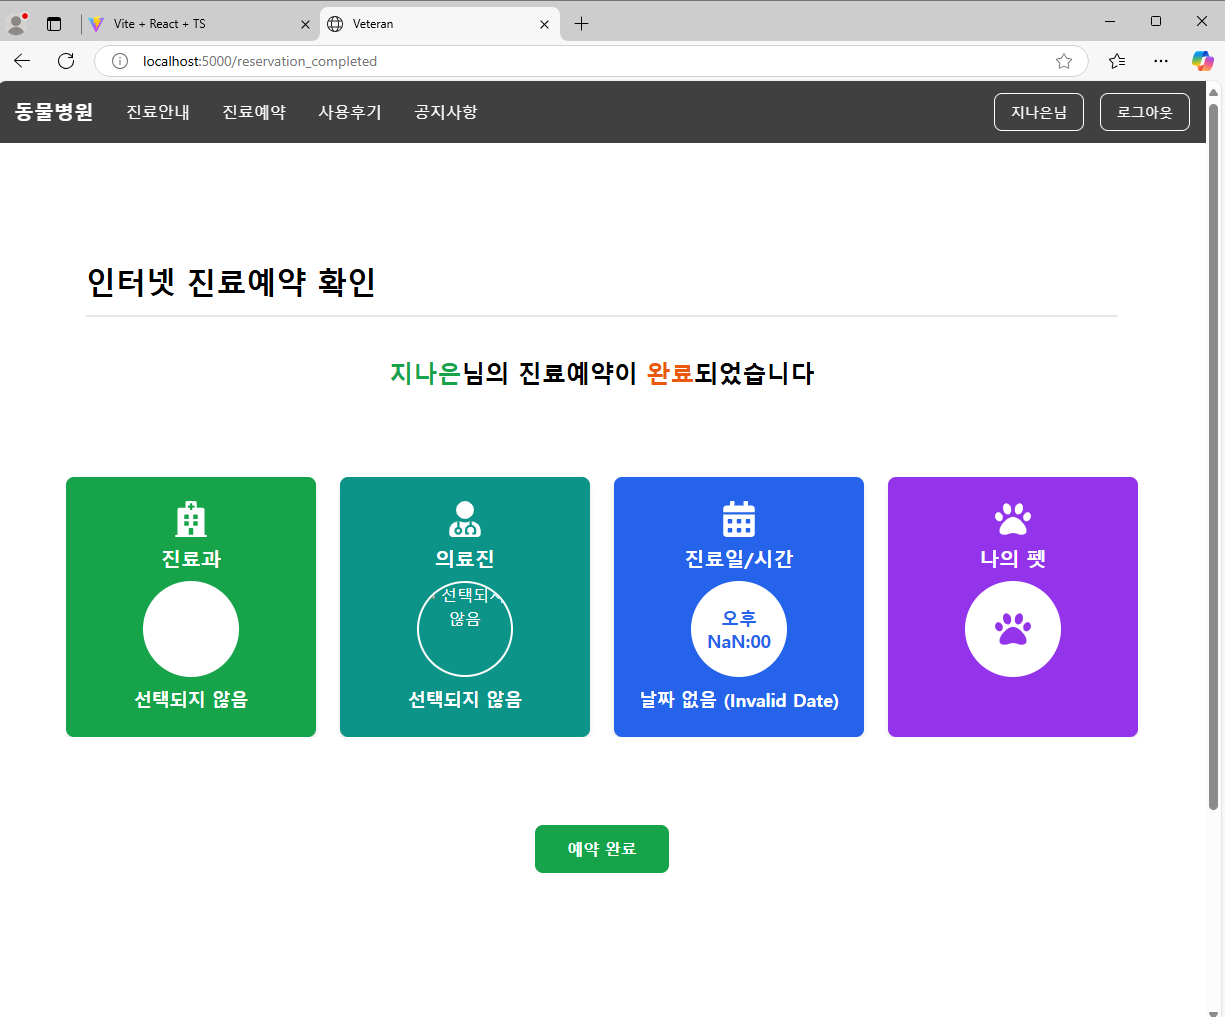 Vite + React + TS
Veteran
localhost:5000/reservation_completed
동물병원 진료안내 진료예약 사용후기 공지사항 지나은님 로그아웃
인터넷 진료예약 확인
지나은님의 진료예약이 완료되었습니다
진료과
선택되지 않음
의료진
선택되지
않음
선택되지 않음
진료일/시간
오후
NaN:00
날짜 없음 (Invalid Date)
나의 펫
예약 완료